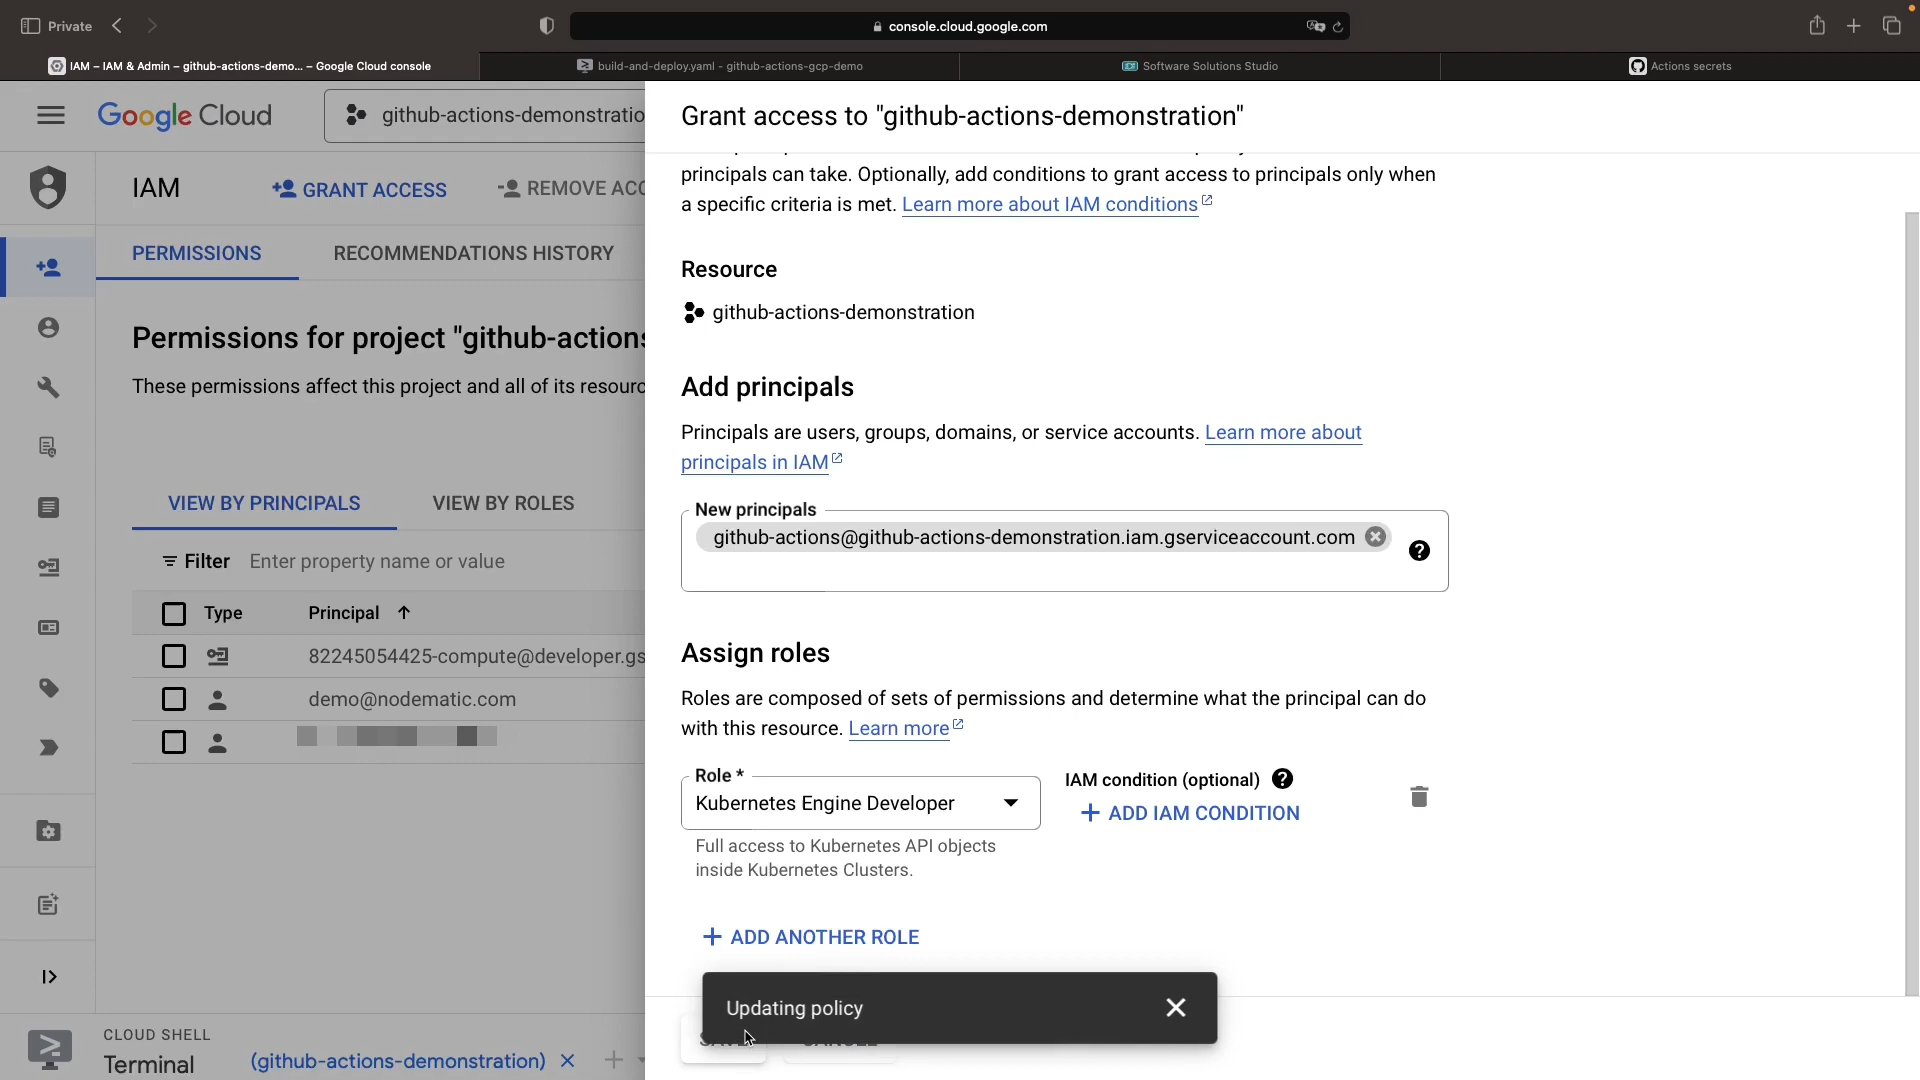 Private
console.cloud.google.com
IAM – IAM & Admin – github-actions-demo... – Google Cloud console
build-and-deploy.yaml - github-actions-gcp-demo
Software Solutions Studio
Actions secrets
Google Cloud
github-actions-demonstratio
IAM
GRANT ACCESS
REMOVE ACC
PERMISSIONS
RECOMMENDATIONS HISTORY
Permissions for project "github-actions
These permissions affect this project and all of its resourc
VIEW BY PRINCIPALS
VIEW BY ROLES
Filter Enter property name or value
Type Principal
82245054425-compute@developer.gs
demo@nodematic.com
CLOUD SHELL
Terminal (github-actions-demonstration)
Grant access to "github-actions-demonstration"
principals can take. Optionally, add conditions to grant access to principals only when
a specific criteria is met. Learn more about IAM conditions
Resource
github-actions-demonstration
Add principals
Principals are users, groups, domains, or service accounts. Learn more about
principals in IAM
New principals
github-actions@github-actions-demonstration.iam.gserviceaccount.com
Assign roles
Roles are composed of sets of permissions and determine what the principal can do
with this resource. Learn more
Role *
Kubernetes Engine Developer
IAM condition (optional)
ADD IAM CONDITION
Full access to Kubernetes API objects
inside Kubernetes Clusters.
ADD ANOTHER ROLE
Updating policy